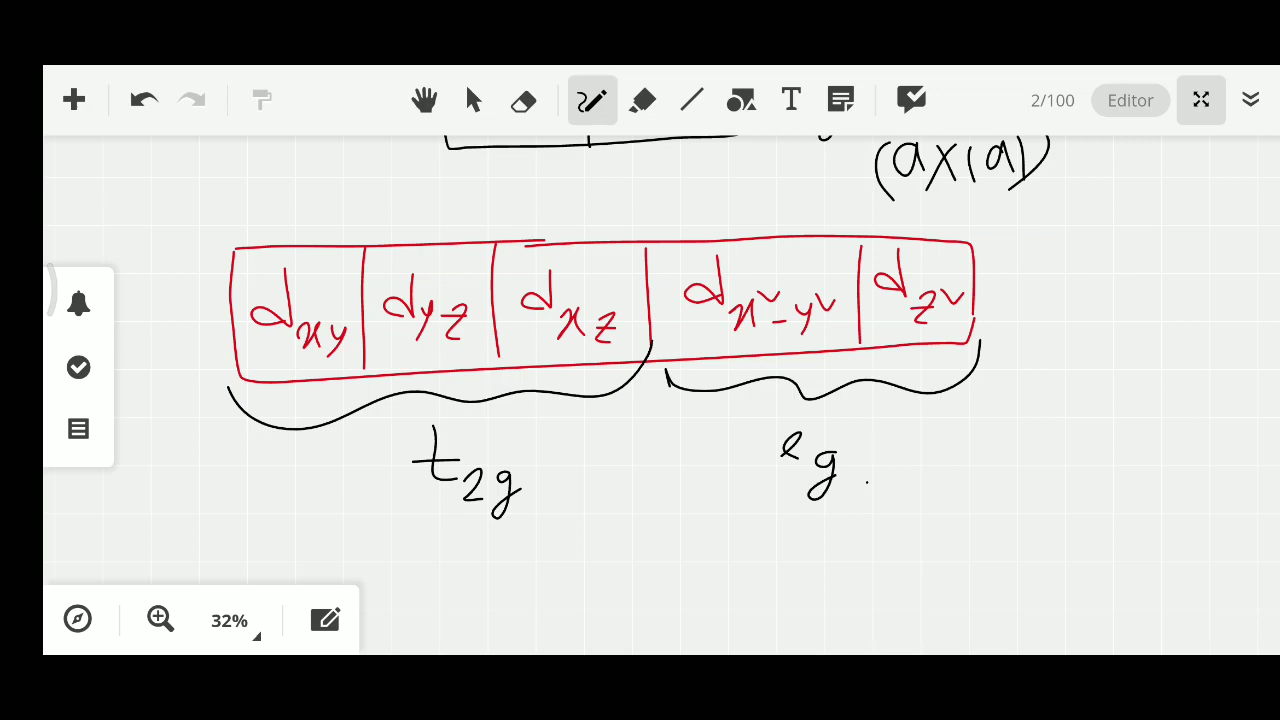 2/100 Editor
(axial)
dxy dyz dxz dx²-y² dz²
t2g eg
32%